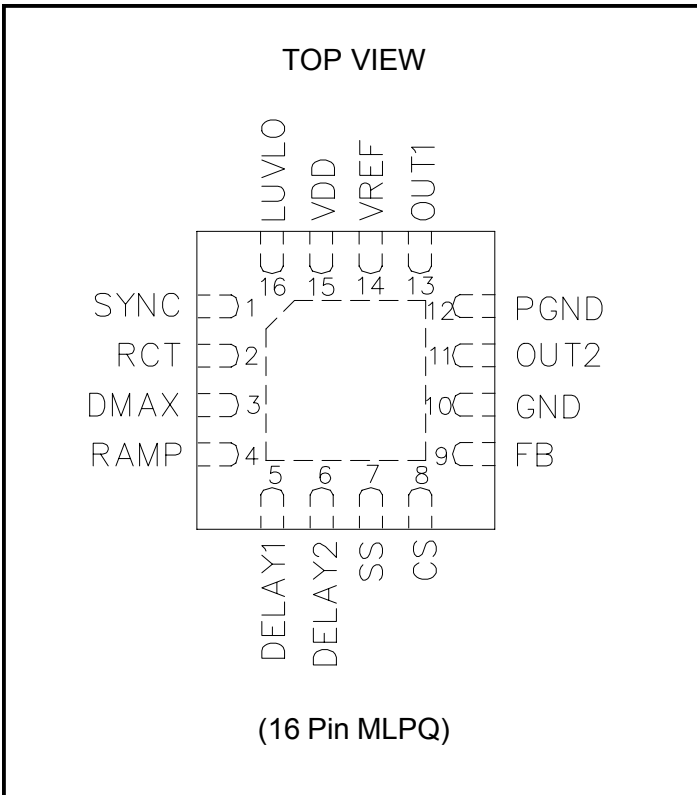 TOP VIEW
LUVLO
VDD
VREF
OUT1
16
15
14
13
SYNC 1
RCT 2
DMAX 3
RAMP 4
12 PGND
11 OUT2
10 GND
9 FB
5
6
7
8
DELAY1
DELAY2
SS
CS
(16 Pin MLPQ)